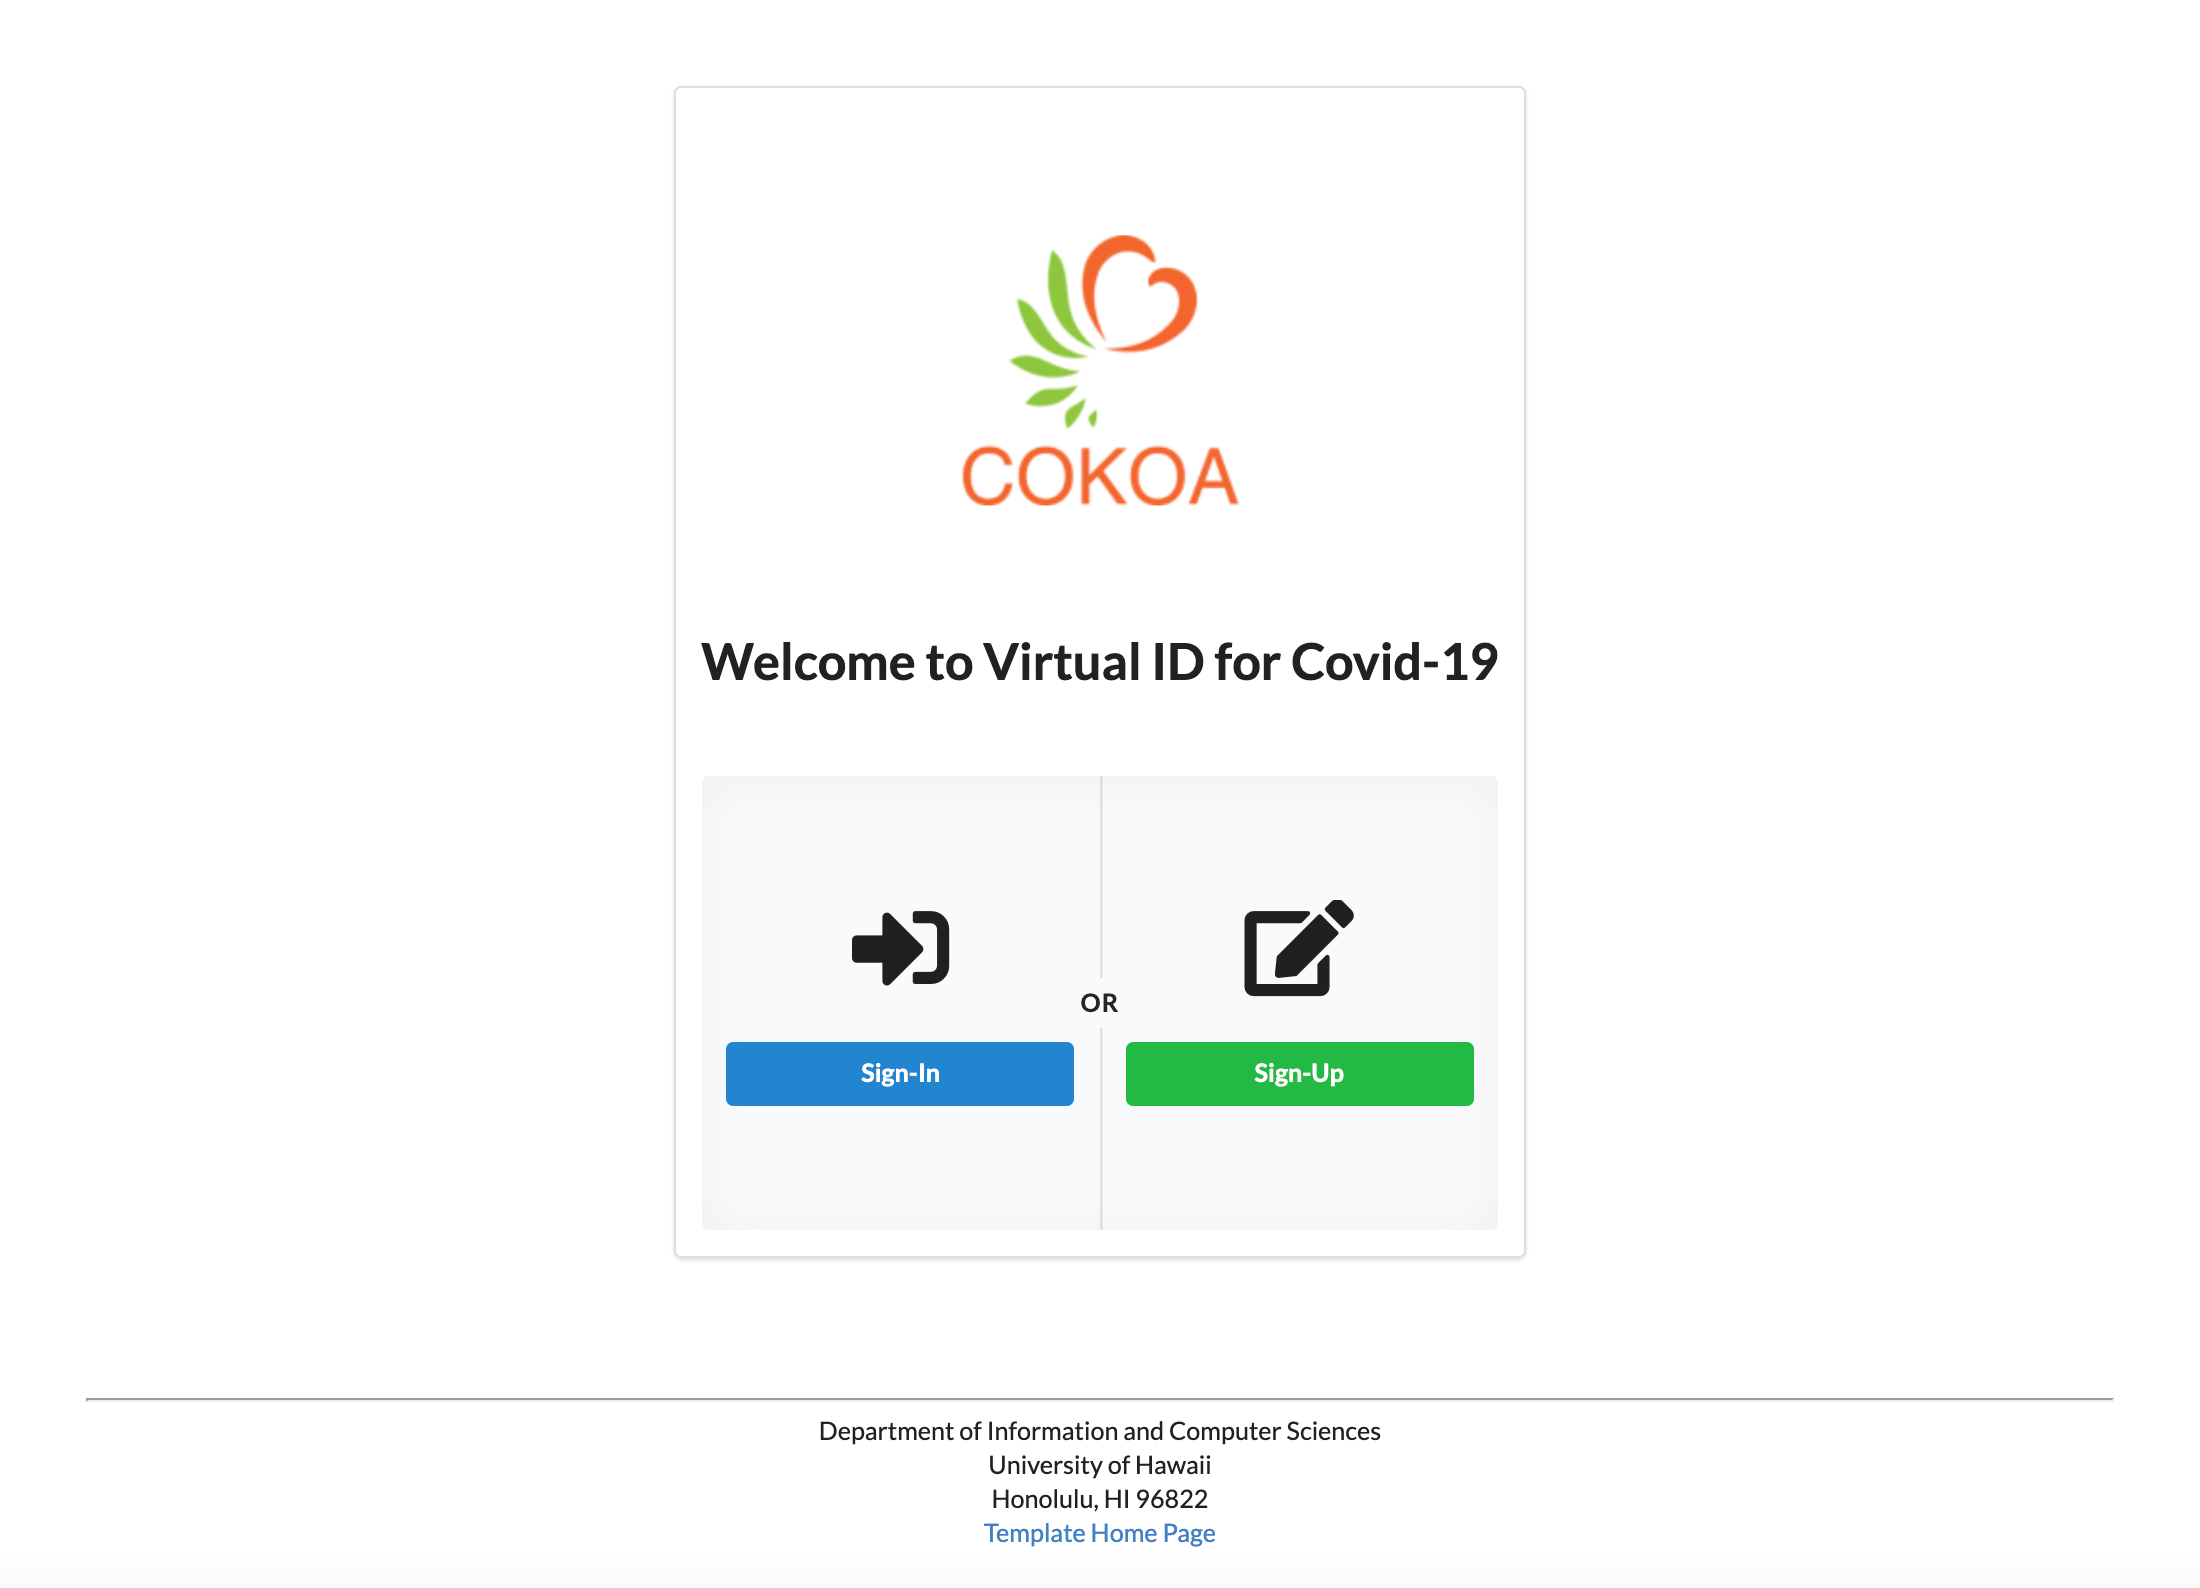 COKOA
Welcome to Virtual ID for Covid-19
OR
Sign-In
Sign-Up
Department of Information and Computer Sciences
University of Hawaii
Honolulu, HI 96822
Template Home Page